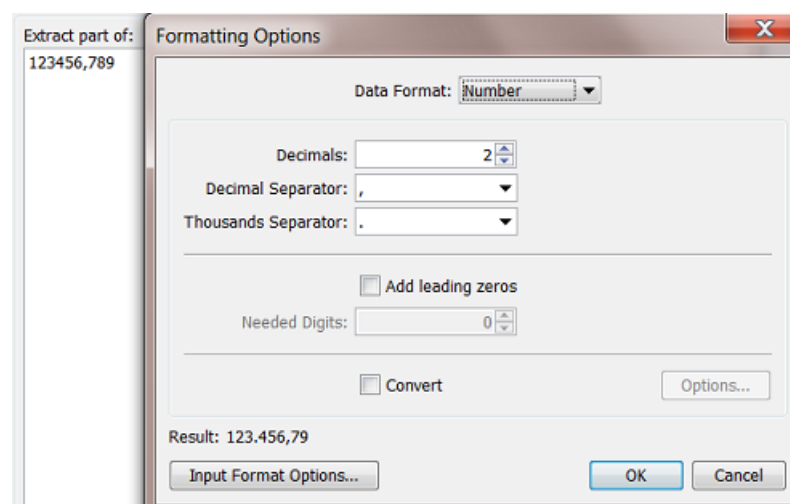 Extract part of:
123456,789
Formatting Options
X
Data Format: Number
Decimals: 2
Decimal Separator: ,
Thousands Separator: .
Add leading zeros
Needed Digits: 0
Convert
Options...
Result: 123.456,79
Input Format Options...
OK
Cancel